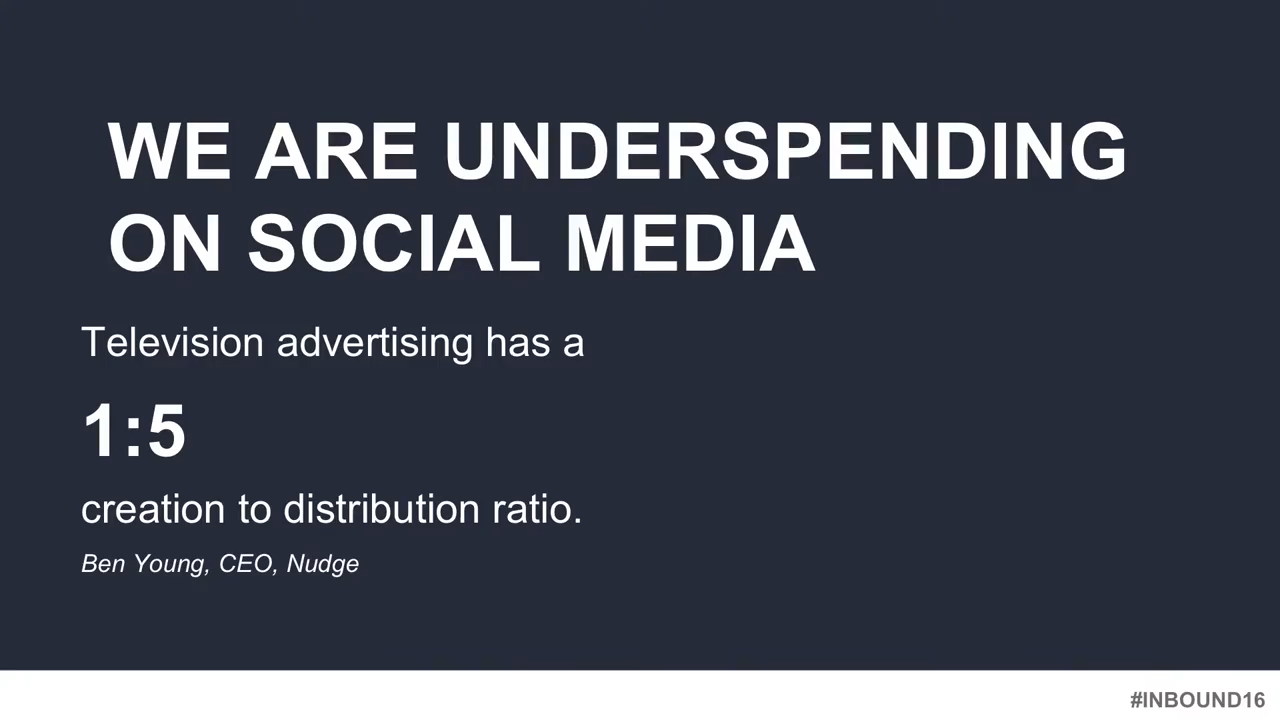 WE ARE UNDERSPENDING
ON SOCIAL MEDIA
Television advertising has a
1:5
creation to distribution ratio.
Ben Young, CEO, Nudge
#INBOUND16